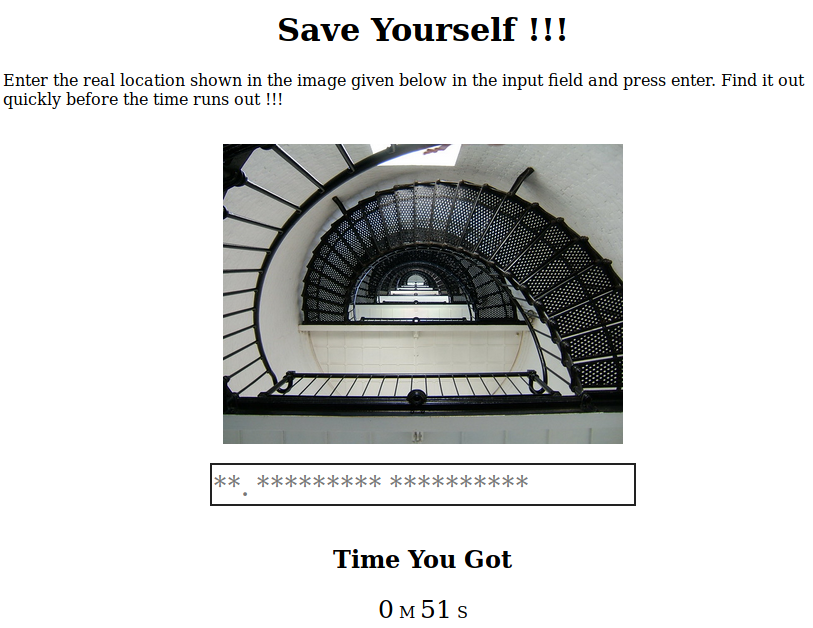 Save Yourself !!!
Enter the real location shown in the image given below in the input field and press enter. Find it out
quickly before the time runs out !!!
**. ********* **********
Time You Got
0 M 51 S